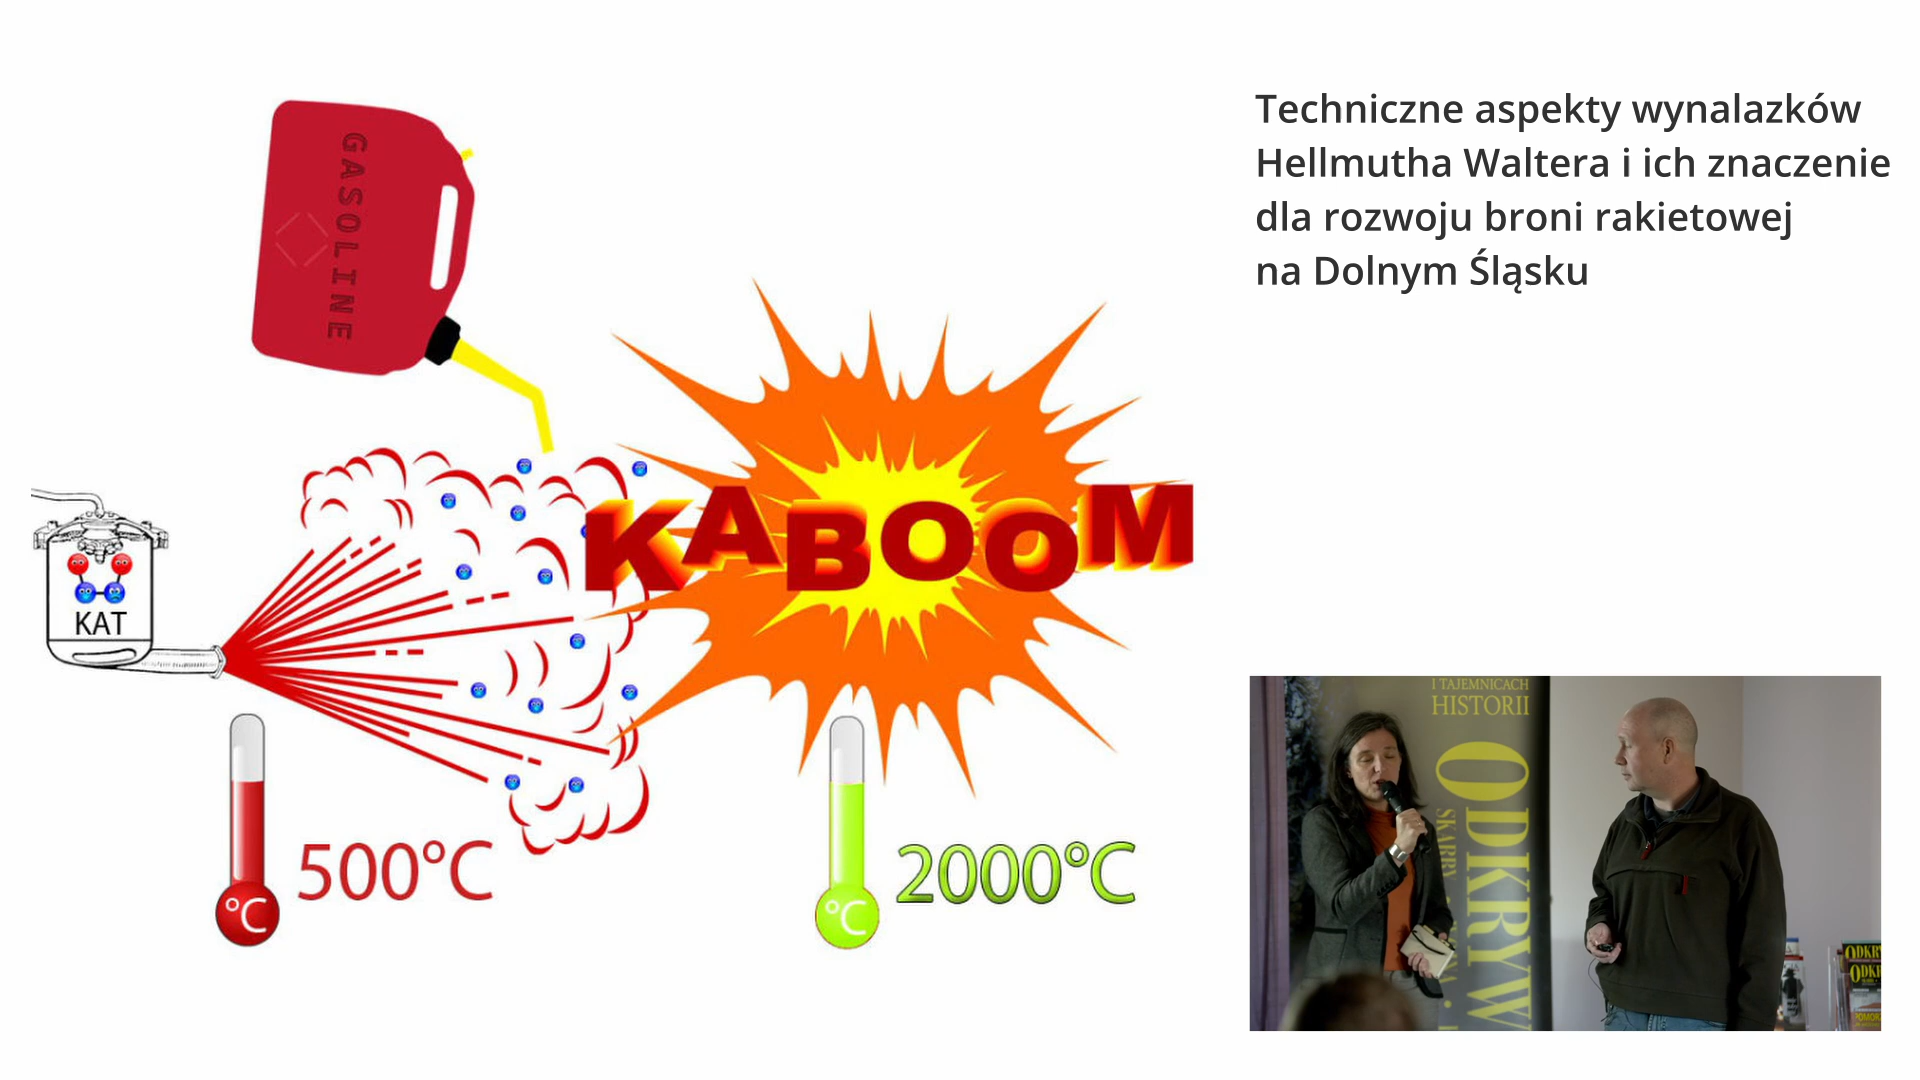 Techniczne aspekty wynalazków
Hellmutha Waltera i ich znaczenie
dla rozwoju broni rakietowej
na Dolnym Śląsku
GASOLINE
KABOOM
KAT
500°C
°C
2000°C
°C
I TAJEMNICACH
HISTORII
ODKRYW